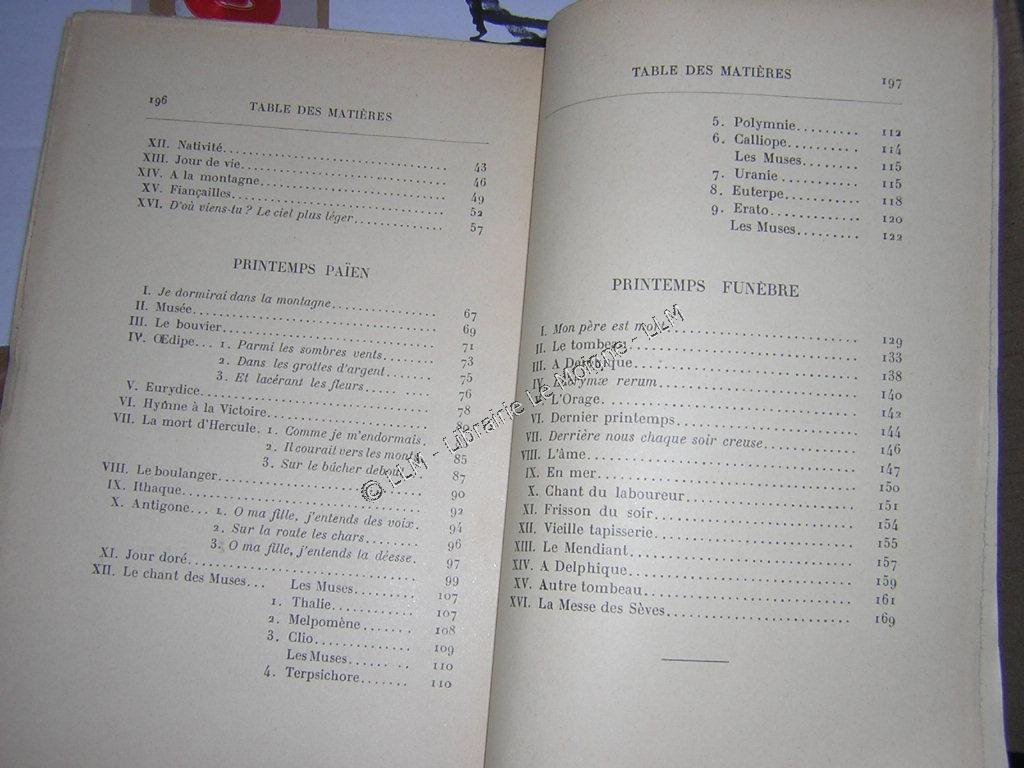 196
TABLE DES MATIÈRES
XII. Nativité........ 43
XIII. Jour de vie........ 46
XIV. A la montagne........ 49
XV. Fiançailles........ 52
XVI. D'où viens-tu ? Le ciel plus léger........ 57
PRINTEMPS PAÏEN
I. Je dormirai dans la montagne........ 67
II. Musée........ 69
III. Le bouvier........ 71
IV. Œdipe... 1. Parmi les sombres vents........ 73
2. Dans les grottes d'argent........ 75
3. Et lacérant les fleurs........ 76
V. Eurydice........ 78
VI. Hymne à la Victoire........
VII. La mort d'Hercule. 1. Comme je m'endormais.
2. Il courait vers les monts 85
3. Sur le bûcher debout 87
VIII. Le boulanger........ 90
IX. Ithaque........ 92
X. Antigone... 1. O ma fille, j'entends des voix. 94
2. Sur la route les chars........ 96
3. O ma fille, j'entends la déesse. 97
XI. Jour doré........ 99
XII. Le chant des Muses... Les Muses........ 107
1. Thalie........ 107
2. Melpomène........ 108
3. Clio........ 109
Les Muses........ 110
4. Terpsichore........ 110
TABLE DES MATIÈRES
197
5. Polymnie........ 112
6. Calliope........ 114
Les Muses........ 115
7. Uranie........ 115
8. Euterpe........ 118
9. Erato........ 120
Les Muses........ 122
PRINTEMPS FUNÈBRE
I. Mon père est mort........ 129
II. Le tombeau........ 133
III. A Delphique........ 138
IV. rerum........ 140
L'Orage........ 142
VI. Dernier printemps........ 144
VII. Derrière nous chaque soir creuse........ 146
VIII. L'âme........ 147
IX. En mer........ 150
X. Chant du laboureur........ 151
XI. Frisson du soir........ 154
XII. Vieille tapisserie........ 155
XIII. Le Mendiant........ 157
XIV. A Delphique........ 159
XV. Autre tombeau........ 161
XVI. La Messe des Sèves........ 169
© LLM - Librairie Le Moigne - LLM